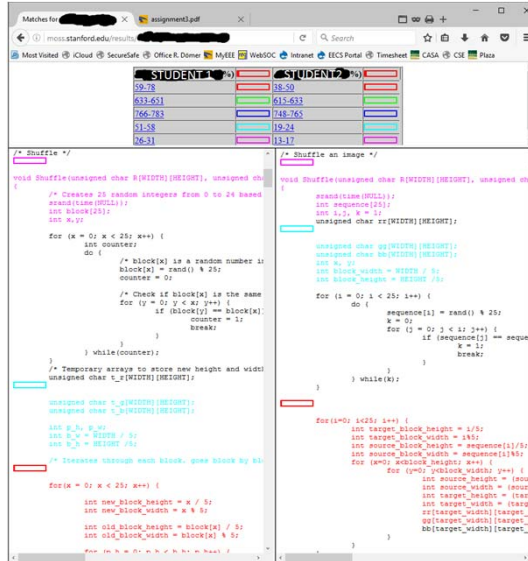 Matches for
assignment3.pdf
moss.stanford.edu/results/
Search
Most Visited iCloud SecureSafe Office R. Dömer MyEEE WebSOC Intranet EECS Portal Timesheet CASA CSE Plaza
STUDENT 1 %) STUDENT2 %)
59-78 38-50
633-651 615-633
766-783 748-765
51-58 19-24
26-31 13-17
/* Shuffle */
void Shuffle(unsigned char R[WIDTH][HEIGHT], unsigned ch
{
/* Creates 25 random integers from 0 to 24 based
srand(time(NULL));
int block[25];
int x,y;
for (x = 0; x < 25; x++) {
int counter;
do {
/* block[x] is a random number i
block[x] = rand() % 25;
counter = 0;
/* Check if block[x] is the same
for (y = 0; y < x; y++) {
if (block[y] == block[x]
counter = 1;
break;
}
}
} while(counter);
}
/* Temporary arrays to store new height and widt
unsigned char t_r[WIDTH][HEIGHT];
unsigned char t_g[WIDTH][HEIGHT];
unsigned char t_b[WIDTH][HEIGHT];
int p_h, p_w;
int b_w = WIDTH / 5;
int b_h = HEIGHT /5;
/* Iterates through each block. goes block by bl
for(x = 0; x < 25; x++) {
int new_block_height = x / 5;
int new_block_width = x % 5;
int old_block_height = block[x] / 5;
int old_block_width = block[x] % 5;
for (p_h = 0; p_h < b_h; p_h++) {
/* Shuffle an image */
void Shuffle(unsigned char R[WIDTH][HEIGHT], unsigned ch
{
srand(time(NULL));
int sequence[25];
int i,j, k = 1;
unsigned char rr[WIDTH][HEIGHT];
unsigned char gg[WIDTH][HEIGHT];
unsigned char bb[WIDTH][HEIGHT];
int x, y;
int block_width = WIDTH / 5;
int block_height = HEIGHT /5;
for (i = 0; i < 25; i++) {
do {
sequence[i] = rand() % 25;
k = 0;
for (j = 0; j < i; j++) {
if (sequence[j] == seque
k = 1;
break;
}
}
} while(k);
}
for(i=0; i<25; i++) {
int target_block_height = i/5;
int target_block_width = i%5;
int source_block_height = sequence[i]/5;
int source_block_width = sequence[i]%5;
for (x=0; x<block_height; x++) {
for (y=0; y<block_width; y++) {
int source_height = (sou
int source_width = (sour
int target_height = (tar
int target_width = (targ
rr[target_width][target_
gg[target_width][target_
bb[target_width][target_
}
}